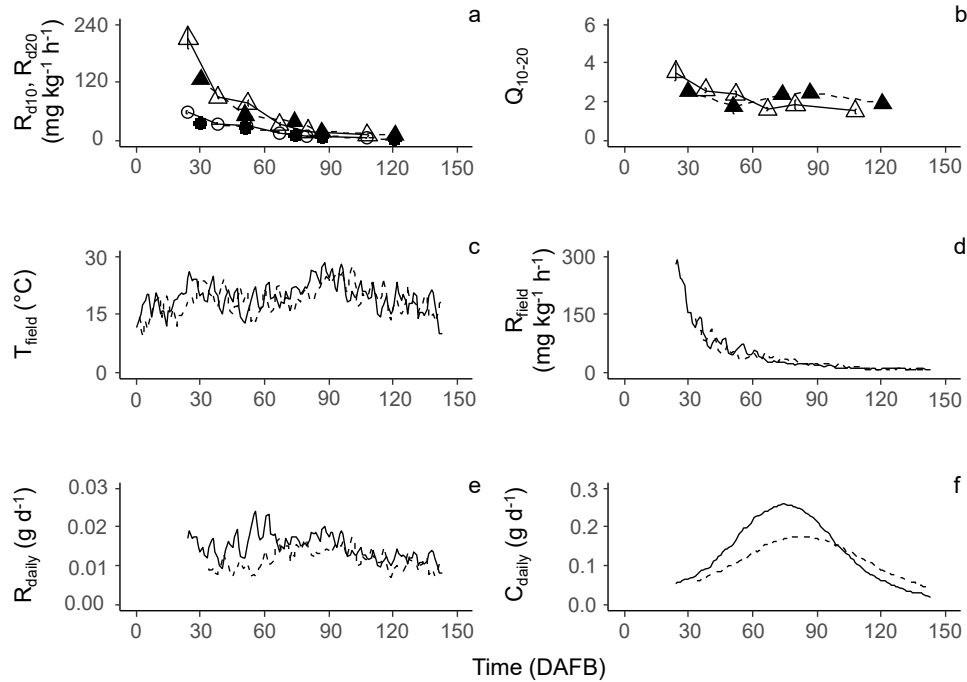 a
R_d10, R_d20
(mg kg⁻¹ h⁻¹)
240
120
0
0 30 60 90 120 150
b
Q_10-20
6
4
2
0
0 30 60 90 120 150
c
T_field (°C)
30
15
0
0 30 60 90 120 150
d
R_field
(mg kg⁻¹ h⁻¹)
300
150
0
0 30 60 90 120 150
e
R_daily (g d⁻¹)
0.03
0.02
0.01
0.00
0 30 60 90 120 150
f
C_daily (g d⁻¹)
0.3
0.2
0.1
0.0
0 30 60 90 120 150
Time (DAFB)